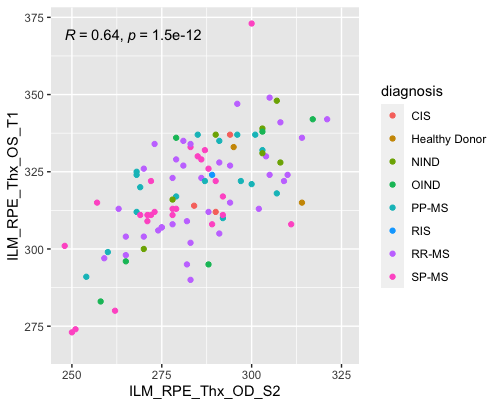 R = 0.64, p = 1.5e-12
375
350
325
300
275
250
275
300
325
ILM_RPE_Thx_OS_T1
ILM_RPE_Thx_OD_S2
diagnosis
CIS
Healthy Donor
NIND
OIND
PP-MS
RIS
RR-MS
SP-MS